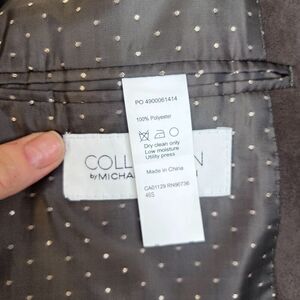 PO 4900061414
100% Polyester
Dry clean only
Low moisture
Utility press
Made in China
CA01129 RN90736
46S
COLL N
by MICHA